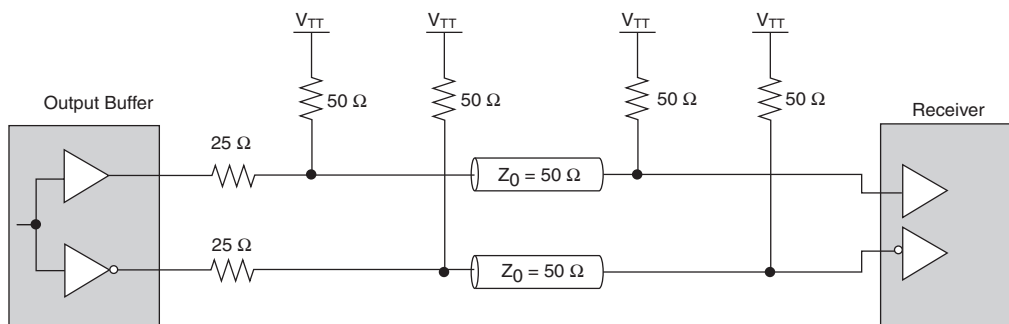 V_TT V_TT V_TT V_TT
50 Ω 50 Ω 50 Ω 50 Ω
Output Buffer
Receiver
25 Ω
Z_0 = 50 Ω
25 Ω
Z_0 = 50 Ω